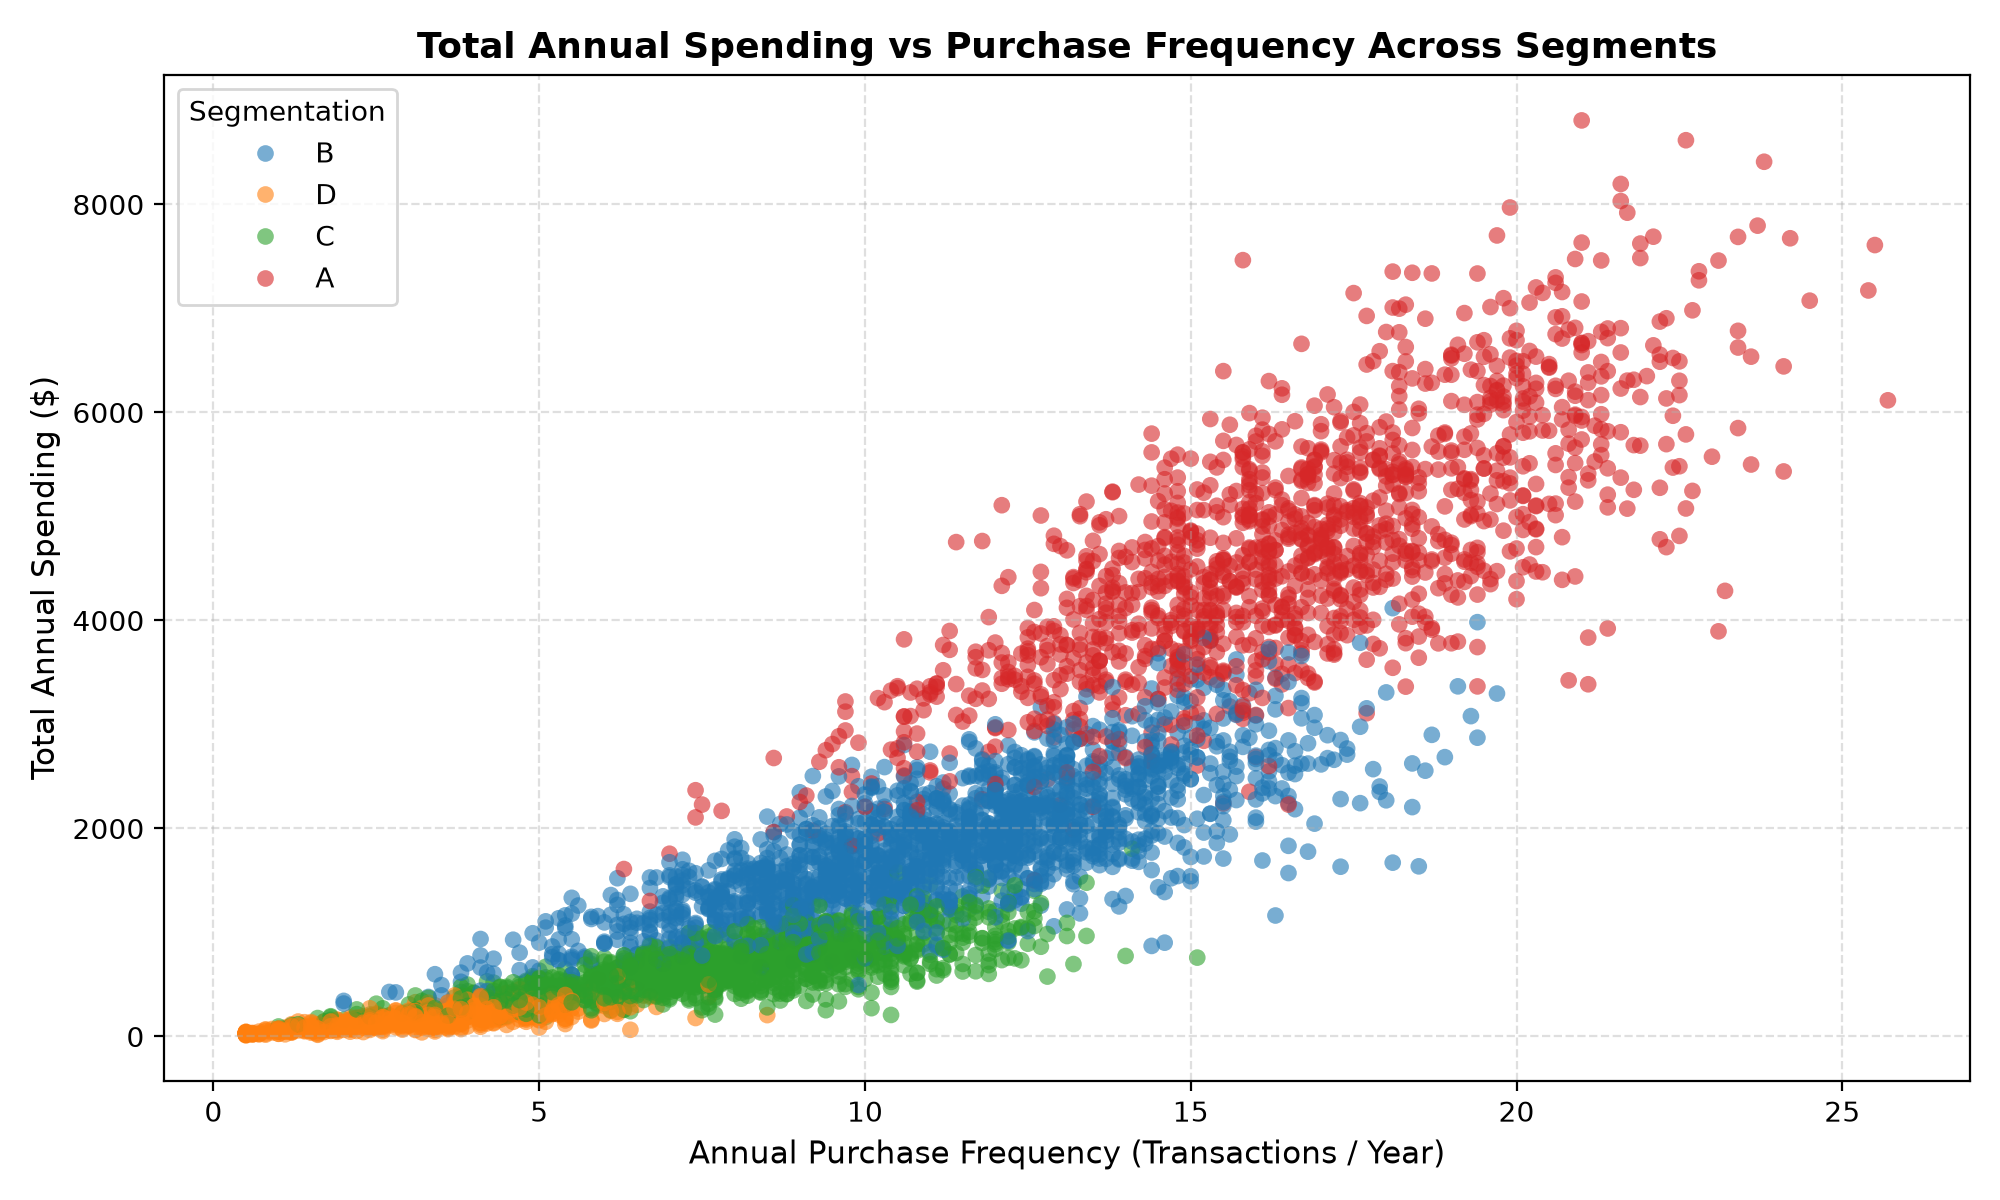 Total Annual Spending vs Purchase Frequency Across Segments
Segmentation
B
D
C
A
Total Annual Spending ($)
8000
6000
4000
2000
0
0 5 10 15 20 25
Annual Purchase Frequency (Transactions / Year)